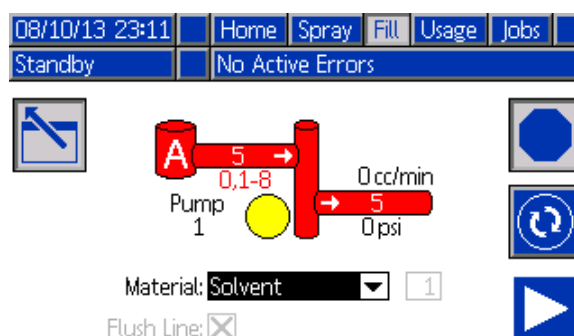 08/10/13 23:11 Home Spray Fill Usage Jobs
Standby No Active Errors
A 5
0,1-8
Pump
1
0 cc/min
5
0 psi
Material: Solvent 1
Flush Line: